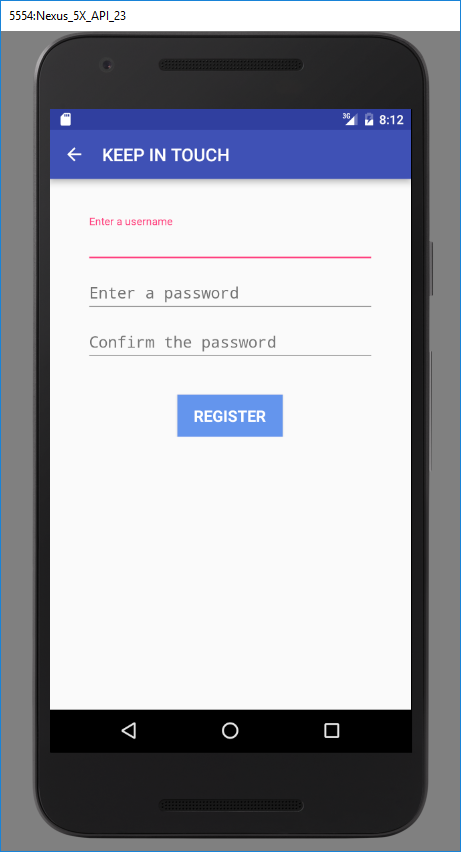 5554:Nexus_5X_API_23
3G 8:12
KEEP IN TOUCH
Enter a username
Enter a password
Confirm the password
REGISTER